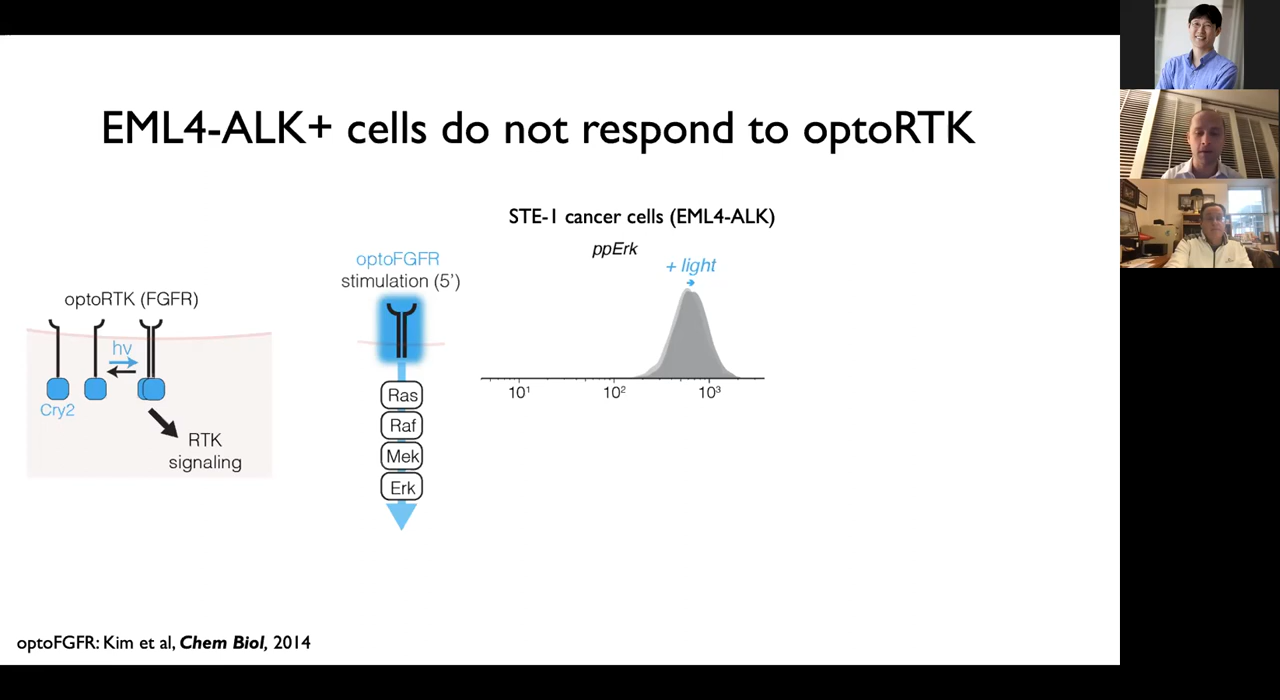 EML4-ALK+ cells do not respond to optoRTK
STE-1 cancer cells (EML4-ALK)
ppErk
+ light
optoFGFR
stimulation (5’)
optoRTK (FGFR)
hν
Cry2
RTK
signaling
Ras
Raf
Mek
Erk
10¹ 10² 10³
optoFGFR: Kim et al, Chem Biol, 2014